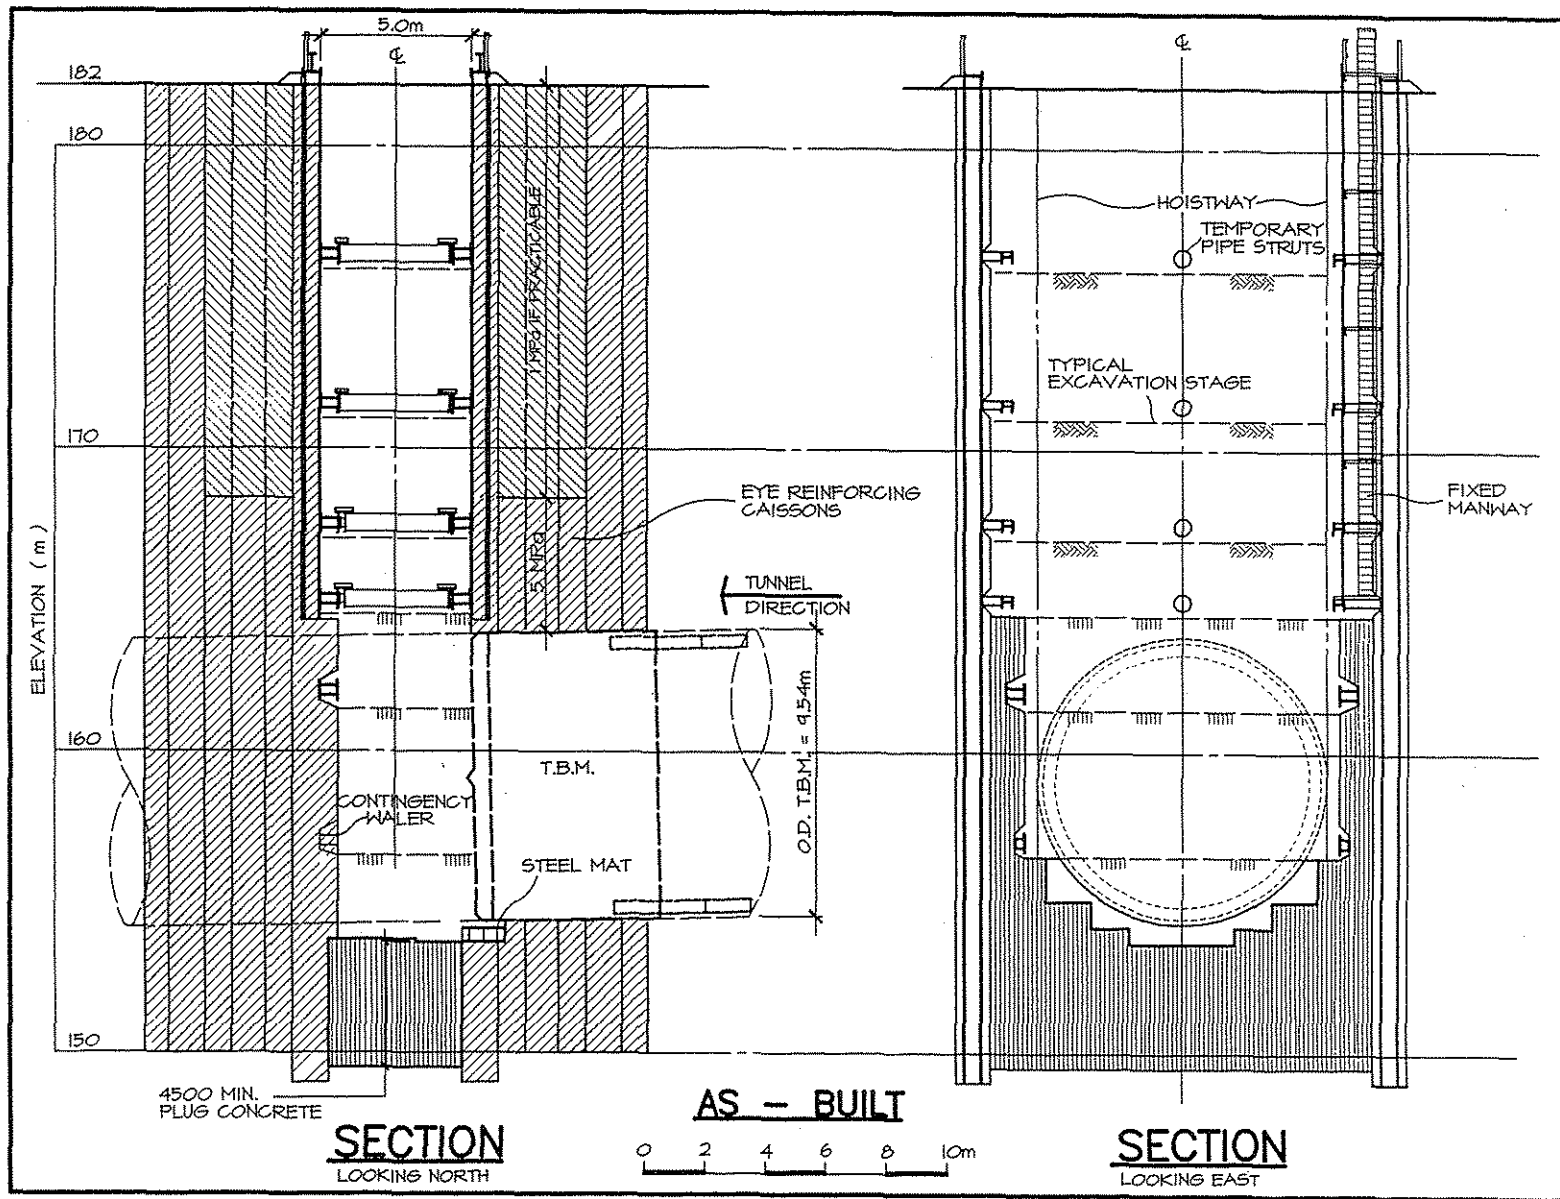 5.0m
℄
182
180
170
160
150
ELEVATION ( m )
1 MPa IF PRACTICABLE
5 MPa
EYE REINFORCING
CAISSONS
TUNNEL
DIRECTION
O.D. T.B.M. = 9.54m
T.B.M.
CONTINGENCY
WALER
STEEL MAT
4500 MIN.
PLUG CONCRETE
SECTION
LOOKING NORTH
AS - BUILT
0 2 4 6 8 10m
℄
HOISTWAY
TEMPORARY
PIPE STRUTS
TYPICAL
EXCAVATION STAGE
FIXED
MANWAY
SECTION
LOOKING EAST